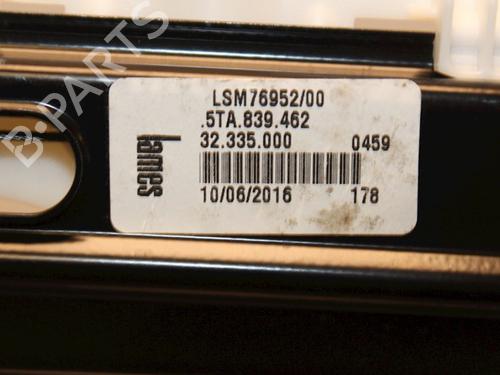 B-PARTS
LSM76952/00
.5TA.839.462
32.335.000 0459
lames
10/06/2016 178